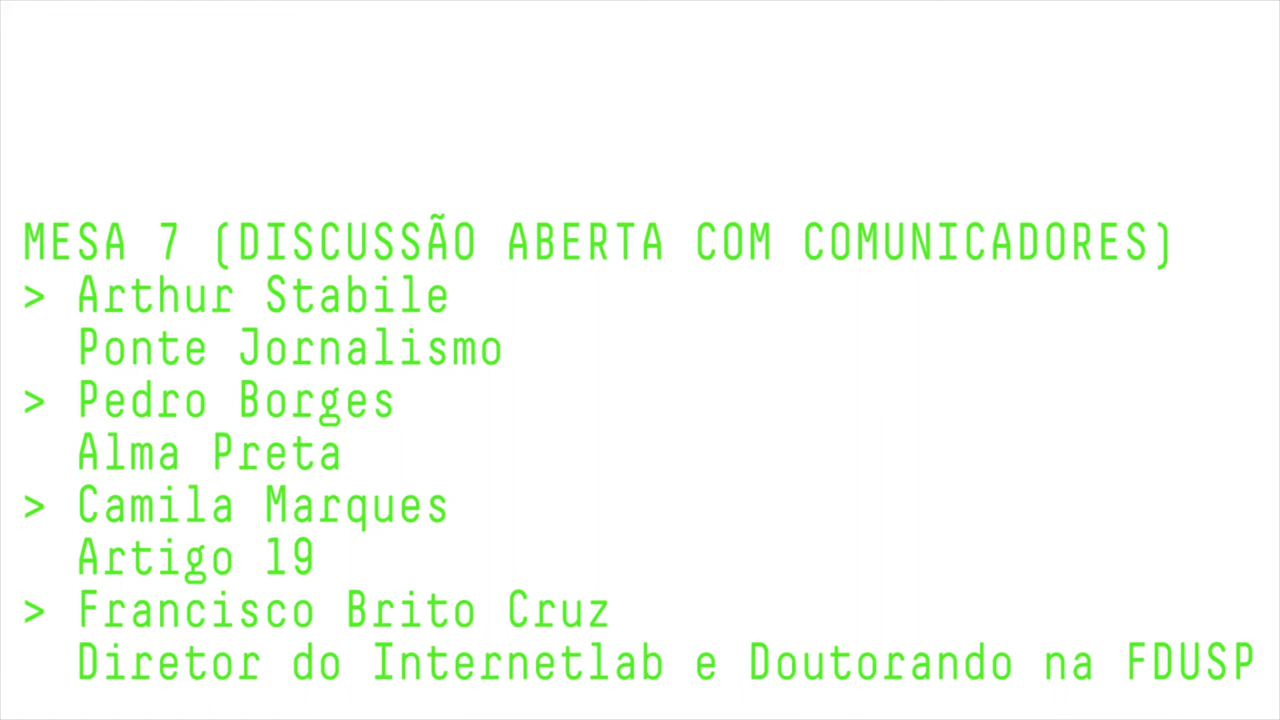 MESA 7 (DISCUSSÃO ABERTA COM COMUNICADORES)
> Arthur Stabile
Ponte Jornalismo
> Pedro Borges
Alma Preta
> Camila Marques
Artigo 19
> Francisco Brito Cruz
Diretor do Internetlab e Doutorando na FDUSP